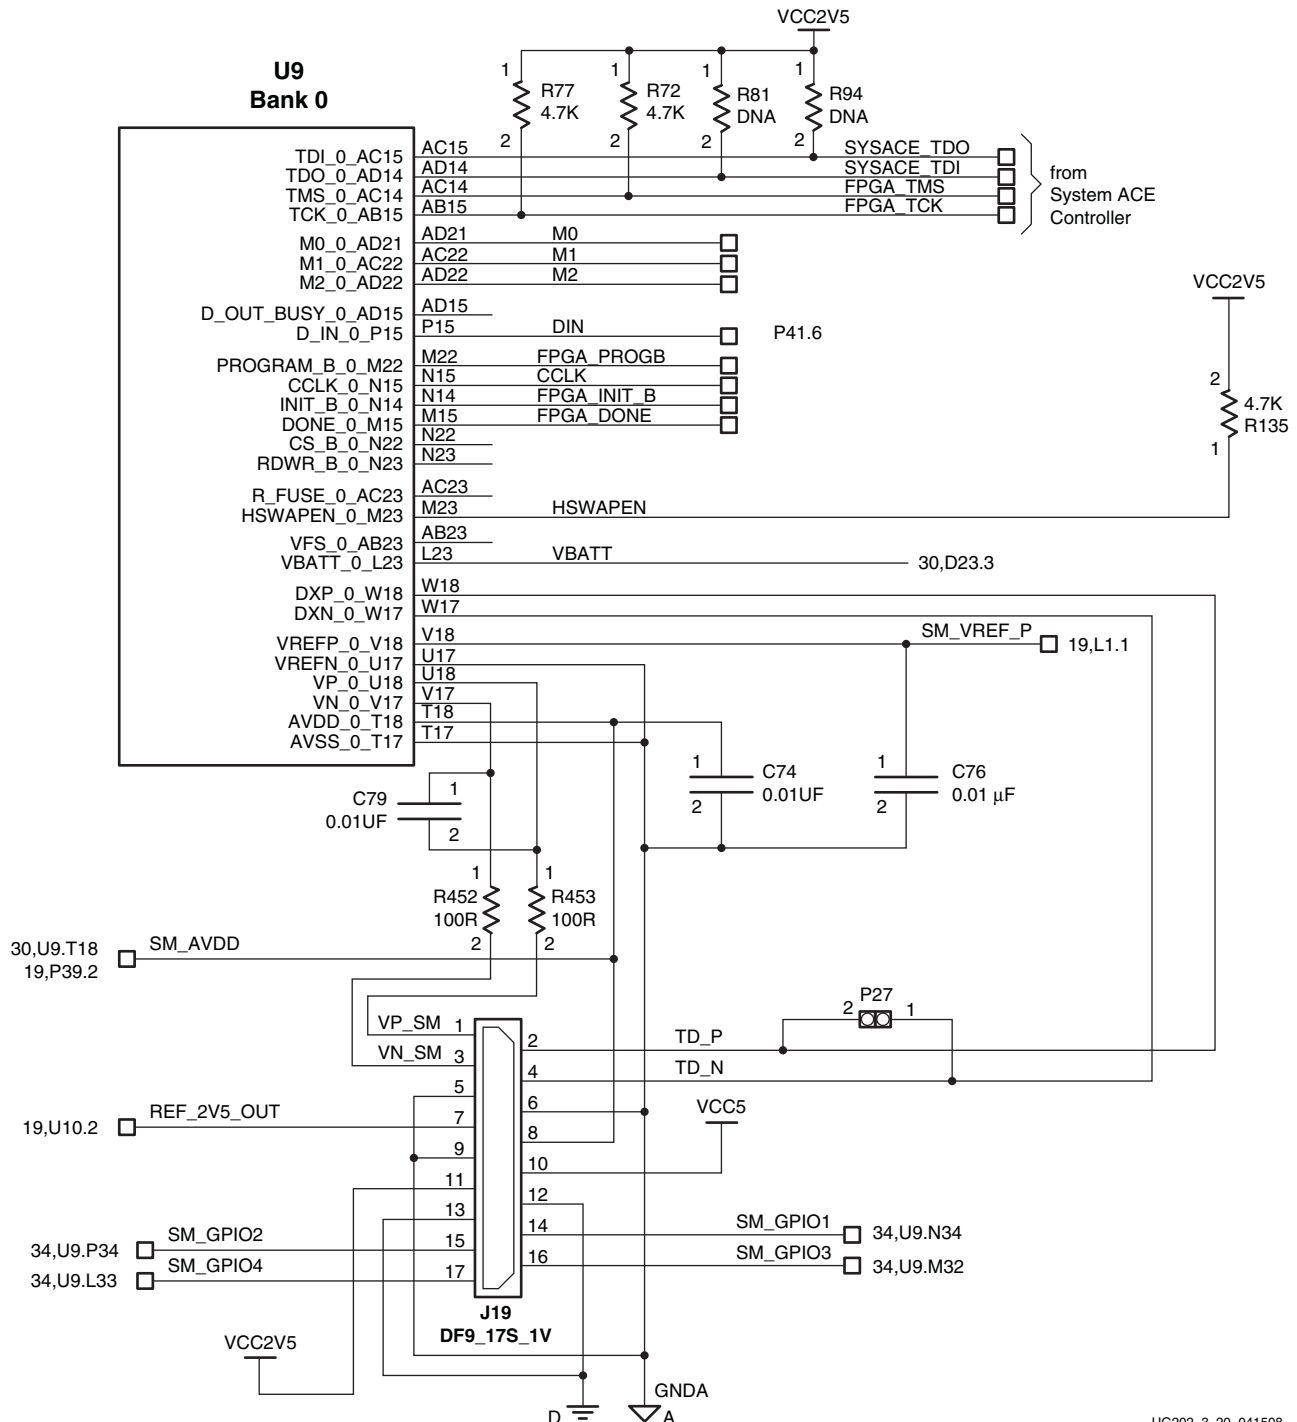 VCC2V5
U9
Bank 0
1
R77
4.7K
2
1
R72
4.7K
2
1
R81
DNA
2
1
R94
DNA
2
TDI_0_AC15 AC15 SYSACE_TDO
TDO_0_AD14 AD14 SYSACE_TDI
TMS_0_AC14 AC14 FPGA_TMS
TCK_0_AB15 AB15 FPGA_TCK
from
System ACE
Controller
M0_0_AD21 AD21 M0
M1_0_AC22 AC22 M1
M2_0_AD22 AD22 M2
D_OUT_BUSY_0_AD15 AD15
D_IN_0_P15 P15 DIN P41.6
PROGRAM_B_0_M22 M22 FPGA_PROGB
CCLK_0_N15 N15 CCLK
INIT_B_0_N14 N14 FPGA_INIT_B
DONE_0_M15 M15 FPGA_DONE
CS_B_0_N22 N22
RDWR_B_0_N23 N23
VCC2V5
2
4.7K
R135
1
R_FUSE_0_AC23 AC23
HSWAPEN_0_M23 M23 HSWAPEN
VFS_0_AB23 AB23
VBATT_0_L23 L23 VBATT 30,D23.3
DXP_0_W18 W18
DXN_0_W17 W17
VREFP_0_V18 V18 SM_VREF_P 19,L1.1
VREFN_0_U17 U17
VP_0_U18 U18
VN_0_V17 V17
AVDD_0_T18 T18
AVSS_0_T17 T17
1
C79
0.01UF
2
1
C74
0.01UF
2
1
C76
0.01 μF
2
1
R452
100R
2
1
R453
100R
2
30,U9.T18
19,P39.2
SM_AVDD
2 P27 1
VP_SM 1
VN_SM 3
5
19,U10.2 REF_2V5_OUT 7
9
11
13
34,U9.P34 SM_GPIO2 15
34,U9.L33 SM_GPIO4 17
2 TD_P
4 TD_N
6
8
VCC5
10
12
14 SM_GPIO1 34,U9.N34
16 SM_GPIO3 34,U9.M32
J19
DF9_17S_1V
VCC2V5
D
GNDA
A
UG202_3_20_041508